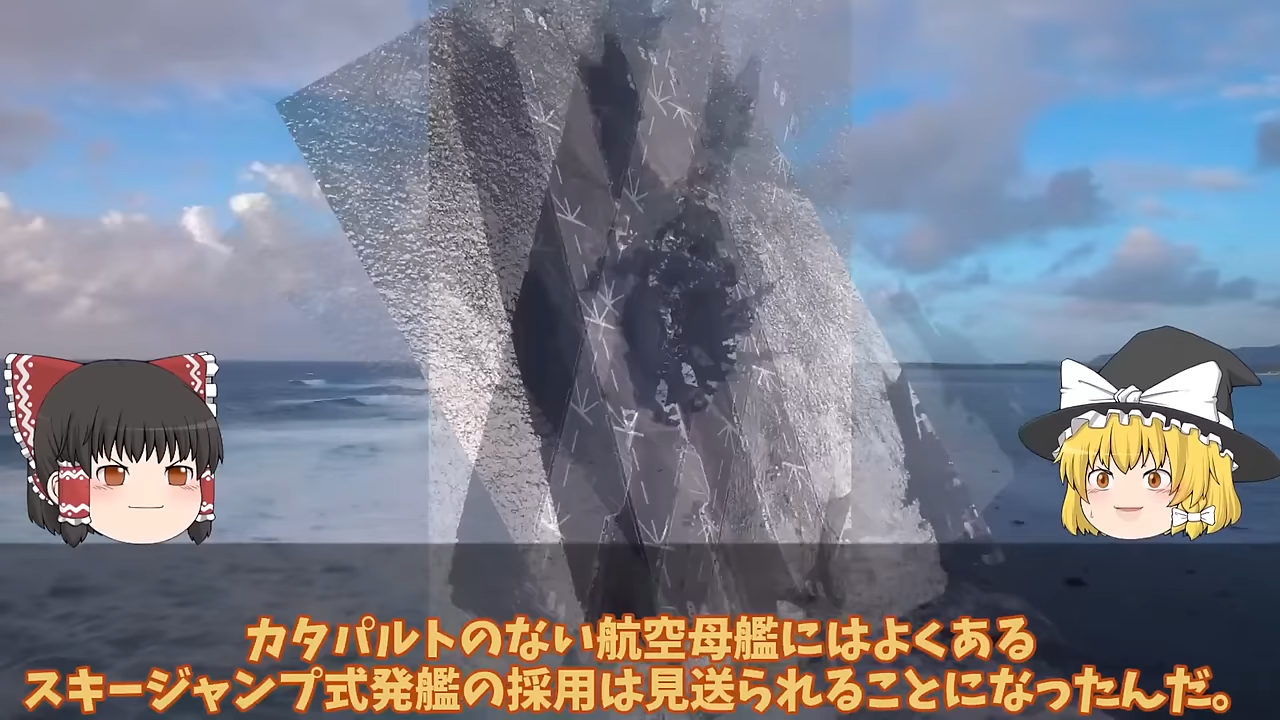 カタパルトのない航空母艦にはよくある
スキージャンプ式発艦の採用は見送られることになったんだ。